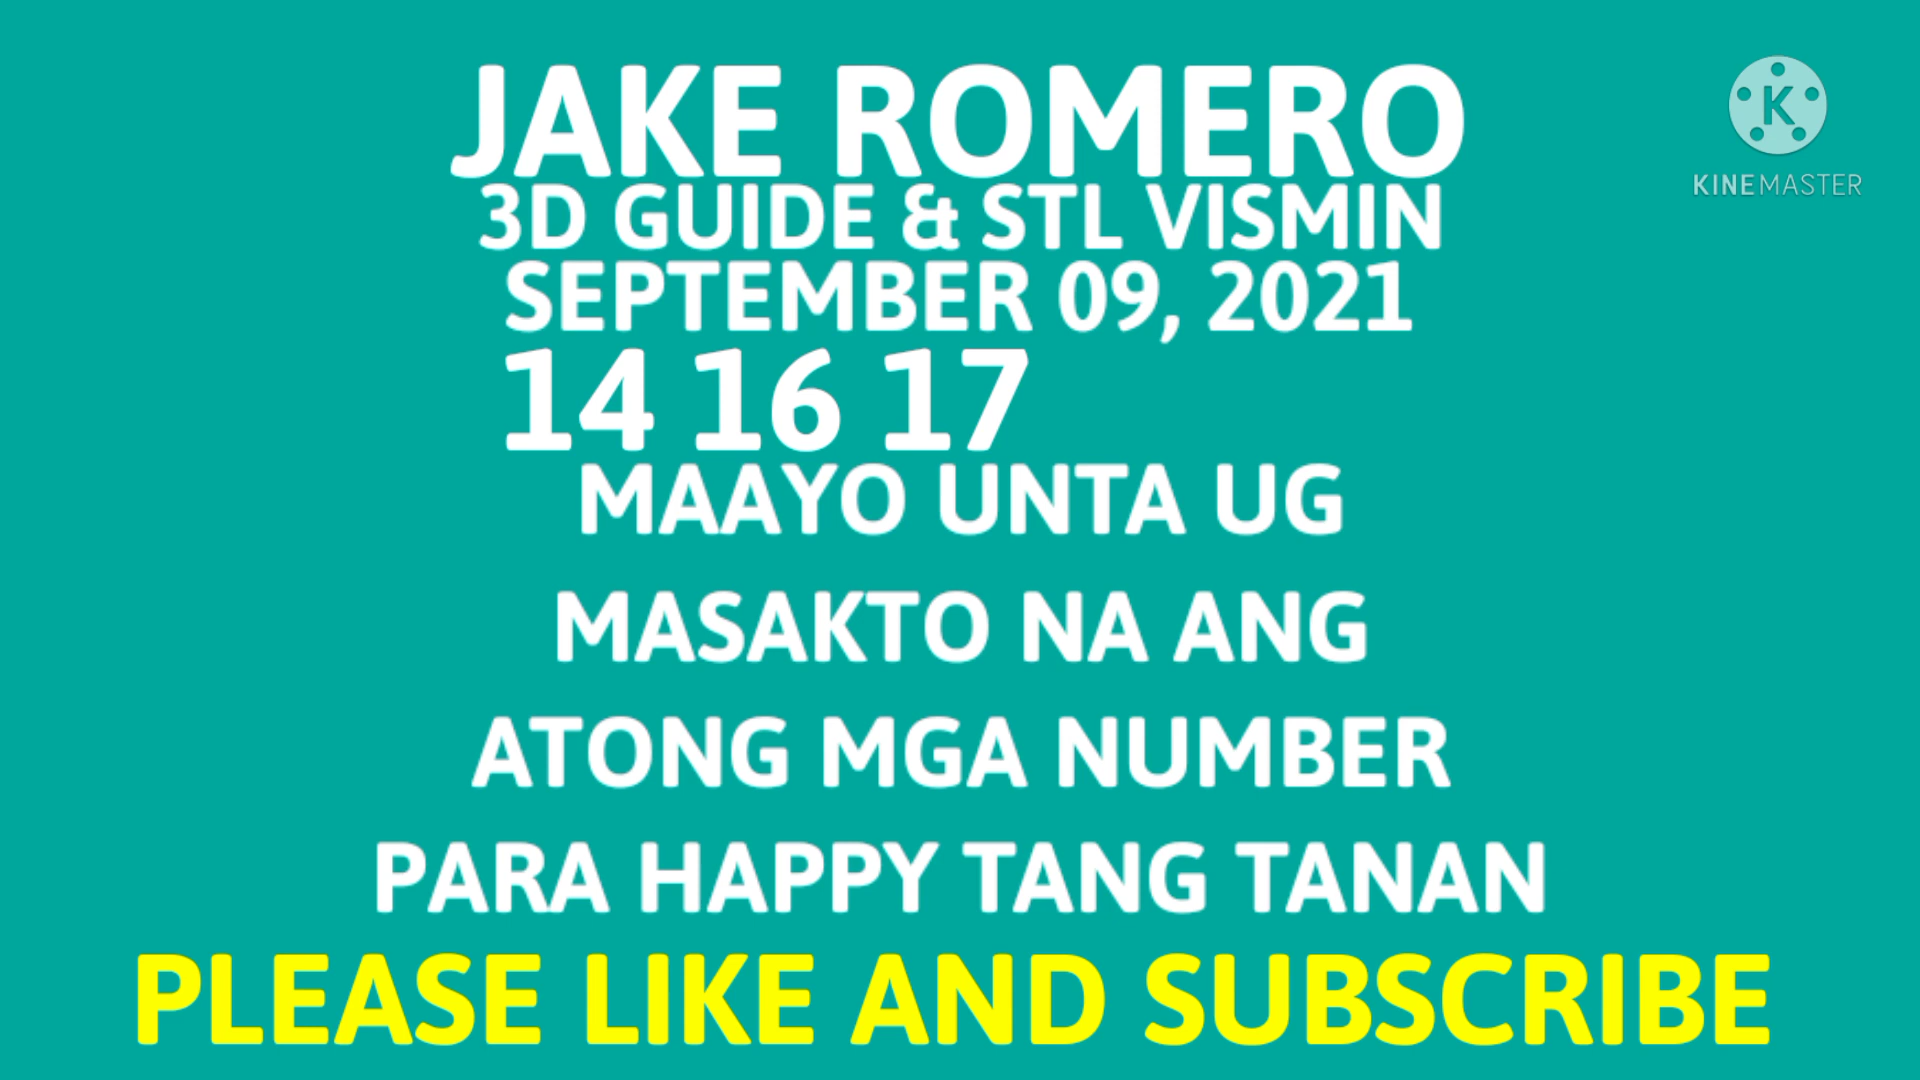 JAKE ROMERO
3D GUIDE & STL VISMIN
SEPTEMBER 09, 2021
14 16 17
MAAYO UNTA UG
MASAKTO NA ANG
ATONG MGA NUMBER
PARA HAPPY TANG TANAN
PLEASE LIKE AND SUBSCRIBE
K
KINEMASTER